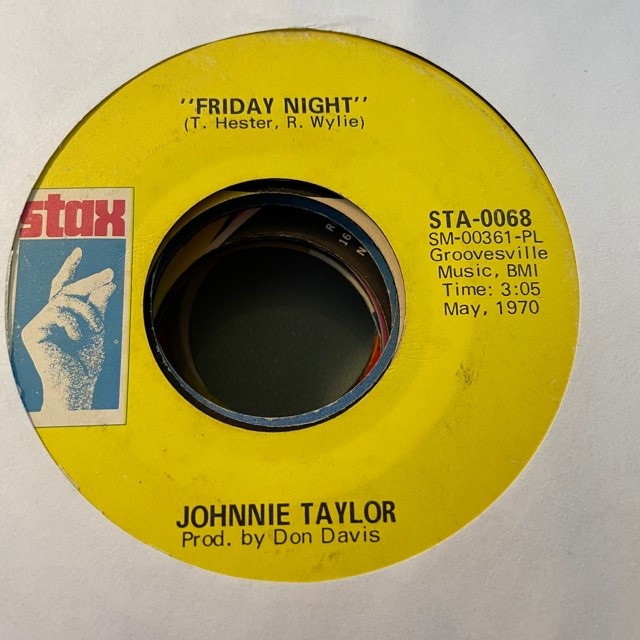 "FRIDAY NIGHT"
(T. Hester, R. Wylie)
stax
STA-0068
SM-00361-PL
Groovesville
Music, BMI
Time: 3:05
May, 1970
JOHNNIE TAYLOR
Prod. by Don Davis